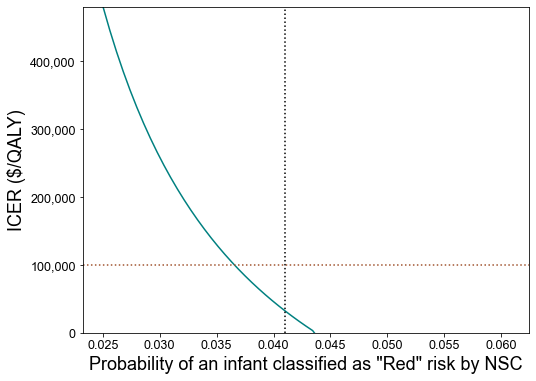 ICER ($/QALY)
400,000
300,000
200,000
100,000
0
0.025 0.030 0.035 0.040 0.045 0.050 0.055 0.060
Probability of an infant classified as "Red" risk by NSC